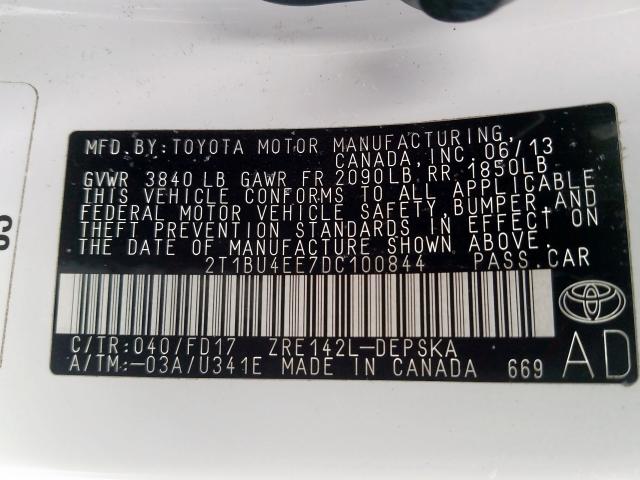 MFD. BY: TOYOTA MOTOR MANUFACTURING,
CANADA, INC. 06/13
GVWR 3840 LB GAWR FR 2090LB RR 1850LB
THIS VEHICLE CONFORMS TO ALL APPLICABLE
FEDERAL MOTOR VEHICLE SAFETY, BUMPER, AND
THEFT PREVENTION STANDARDS IN EFFECT ON
THE DATE OF MANUFACTURE SHOWN ABOVE.
2T1BU4EE7DC100844 PASS. CAR
C/TR: 040/FD17 ZRE142L-DEPSKA
A/TM: -03A/U341E MADE IN CANADA 669
AD